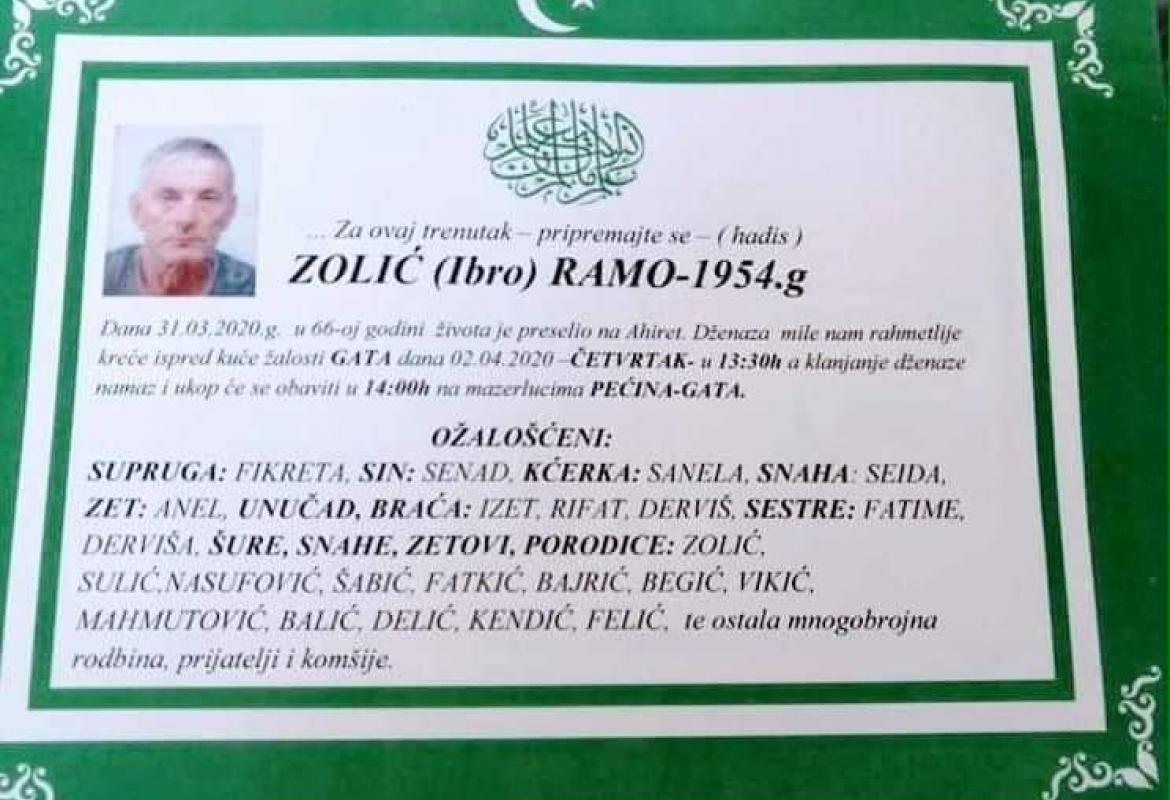 ... Za ovaj trenutak – pripremajte se – ( hadis )
ZOLIĆ (Ibro) RAMO-1954.g
Dana 31.03.2020.g. u 66-oj godini života je preselio na Ahiret. Dženaza mile nam rahmetlije
kreće ispred kuće žalosti GATA dana 02.04.2020 –ČETVRTAK- u 13:30h a klanjanje dženaze
namaz i ukop će se obaviti u 14:00h na mazerlucima PEĆINA-GATA.
OŽALOŠĆENI:
SUPRUGA: FIKRETA, SIN: SENAD, KĆERKA: SANELA, SNAHA: SEIDA,
ZET: ANEL, UNUČAD, BRAĆA: IZET, RIFAT, DERVIŠ, SESTRE: FATIME,
DERVIŠA, ŠURE, SNAHE, ZETOVI, PORODICE: ZOLIĆ,
SULIĆ,NASUFOVIĆ, ŠABIĆ, FATKIĆ, BAJRIĆ, BEGIĆ, VIKIĆ,
MAHMUTOVIĆ, BALIĆ, DELIĆ, KENDIĆ, FELIĆ, te ostala mnogobrojna
rodbina, prijatelji i komšije.